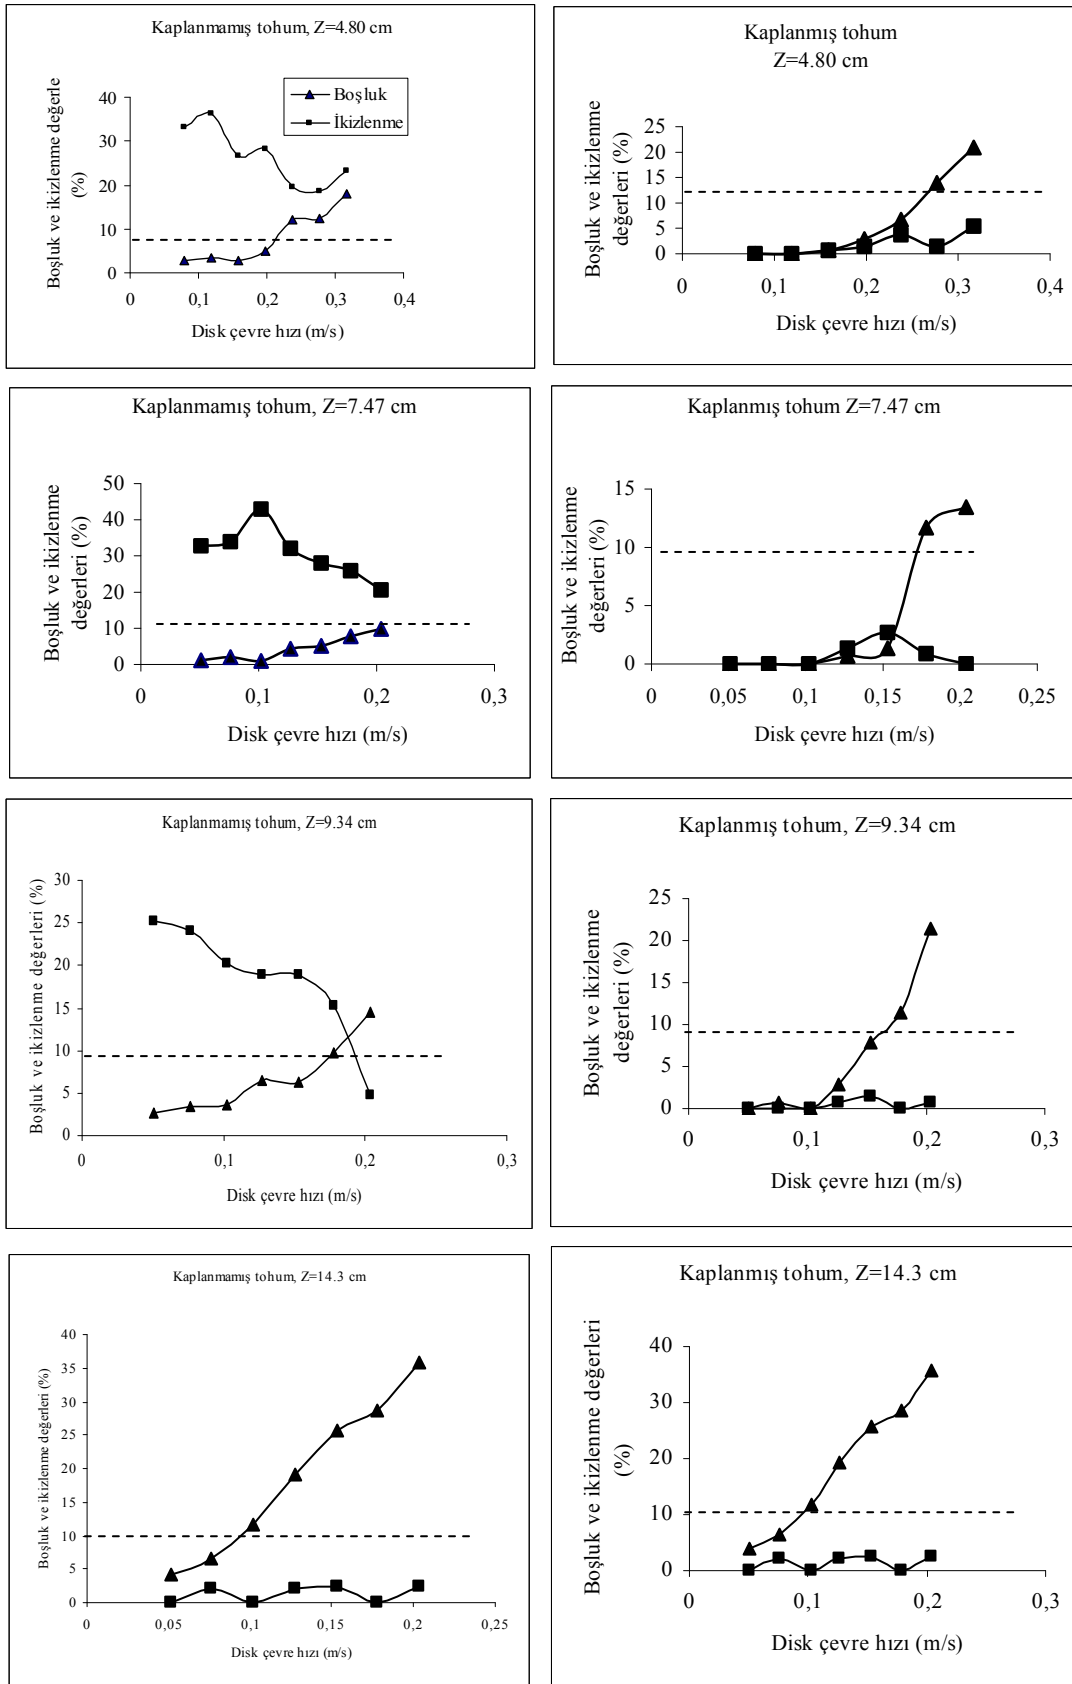 Kaplanmamış tohum, Z=4.80 cm
Boşluk ve ikizlenme değerle
(%)
40
30
20
10
0
0 0,1 0,2 0,3 0,4
Boşluk
İkizlenme
Disk çevre hızı (m/s)
Kaplanmış tohum
Z=4.80 cm
Boşluk ve ikizlenme
değerleri (%)
25
20
15
10
5
0
0 0,1 0,2 0,3 0,4
Disk çevre hızı (m/s)
Kaplanmamış tohum, Z=7.47 cm
Boşluk ve ikizlenme
değerleri (%)
50
40
30
20
10
0
0 0,1 0,2 0,3
Disk çevre hızı (m/s)
Kaplanmış tohum Z=7.47 cm
Boşluk ve ikizlenme
değerleri (%)
15
10
5
0
0 0,05 0,1 0,15 0,2 0,25
Disk çevre hızı (m/s)
Kaplanmamış tohum, Z=9.34 cm
Boşluk ve ikizlenme değerleri (%)
30
25
20
15
10
5
0
0 0,1 0,2 0,3
Disk çevre hızı (m/s)
Kaplanmış tohum, Z=9.34 cm
Boşluk ve ikizlenme
değerleri (%)
25
20
15
10
5
0
0 0,1 0,2 0,3
Disk çevre hızı (m/s)
Kaplanmamış tohum, Z=14.3 cm
Boşluk ve ikizlenme değerleri (%)
40
35
30
25
20
15
10
5
0
0 0,05 0,1 0,15 0,2 0,25
Disk çevre hızı (m/s)
Kaplanmış tohum, Z=14.3 cm
Boşluk ve ikizlenme değerleri
(%)
40
30
20
10
0
0 0,1 0,2 0,3
Disk çevre hızı (m/s)